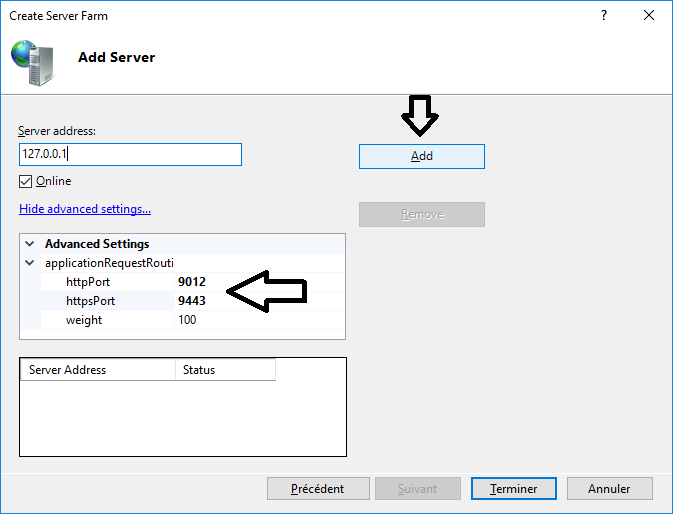 Create Server Farm
?
Add Server
Server address:
127.0.0.1
Add
Online
Hide advanced settings...
Remove
Advanced Settings
applicationRequestRouti
httpPort 9012
httpsPort 9443
weight 100
Server Address Status
Précédent Suivant Terminer Annuler